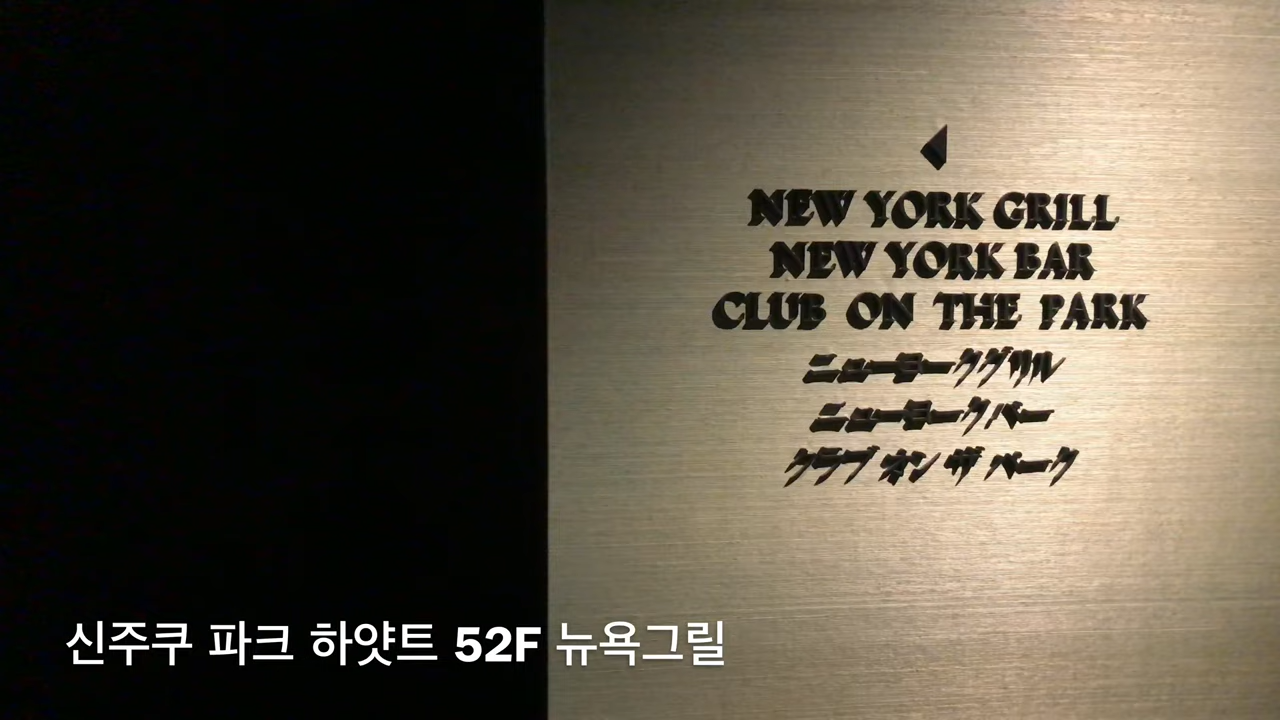 NEW YORK GRILL
NEW YORK BAR
CLUB ON THE PARK
ニューヨークグリル
ニューヨークバー
クラブ オン ザ パーク
신주쿠 파크 하얏트 52F 뉴욕그릴